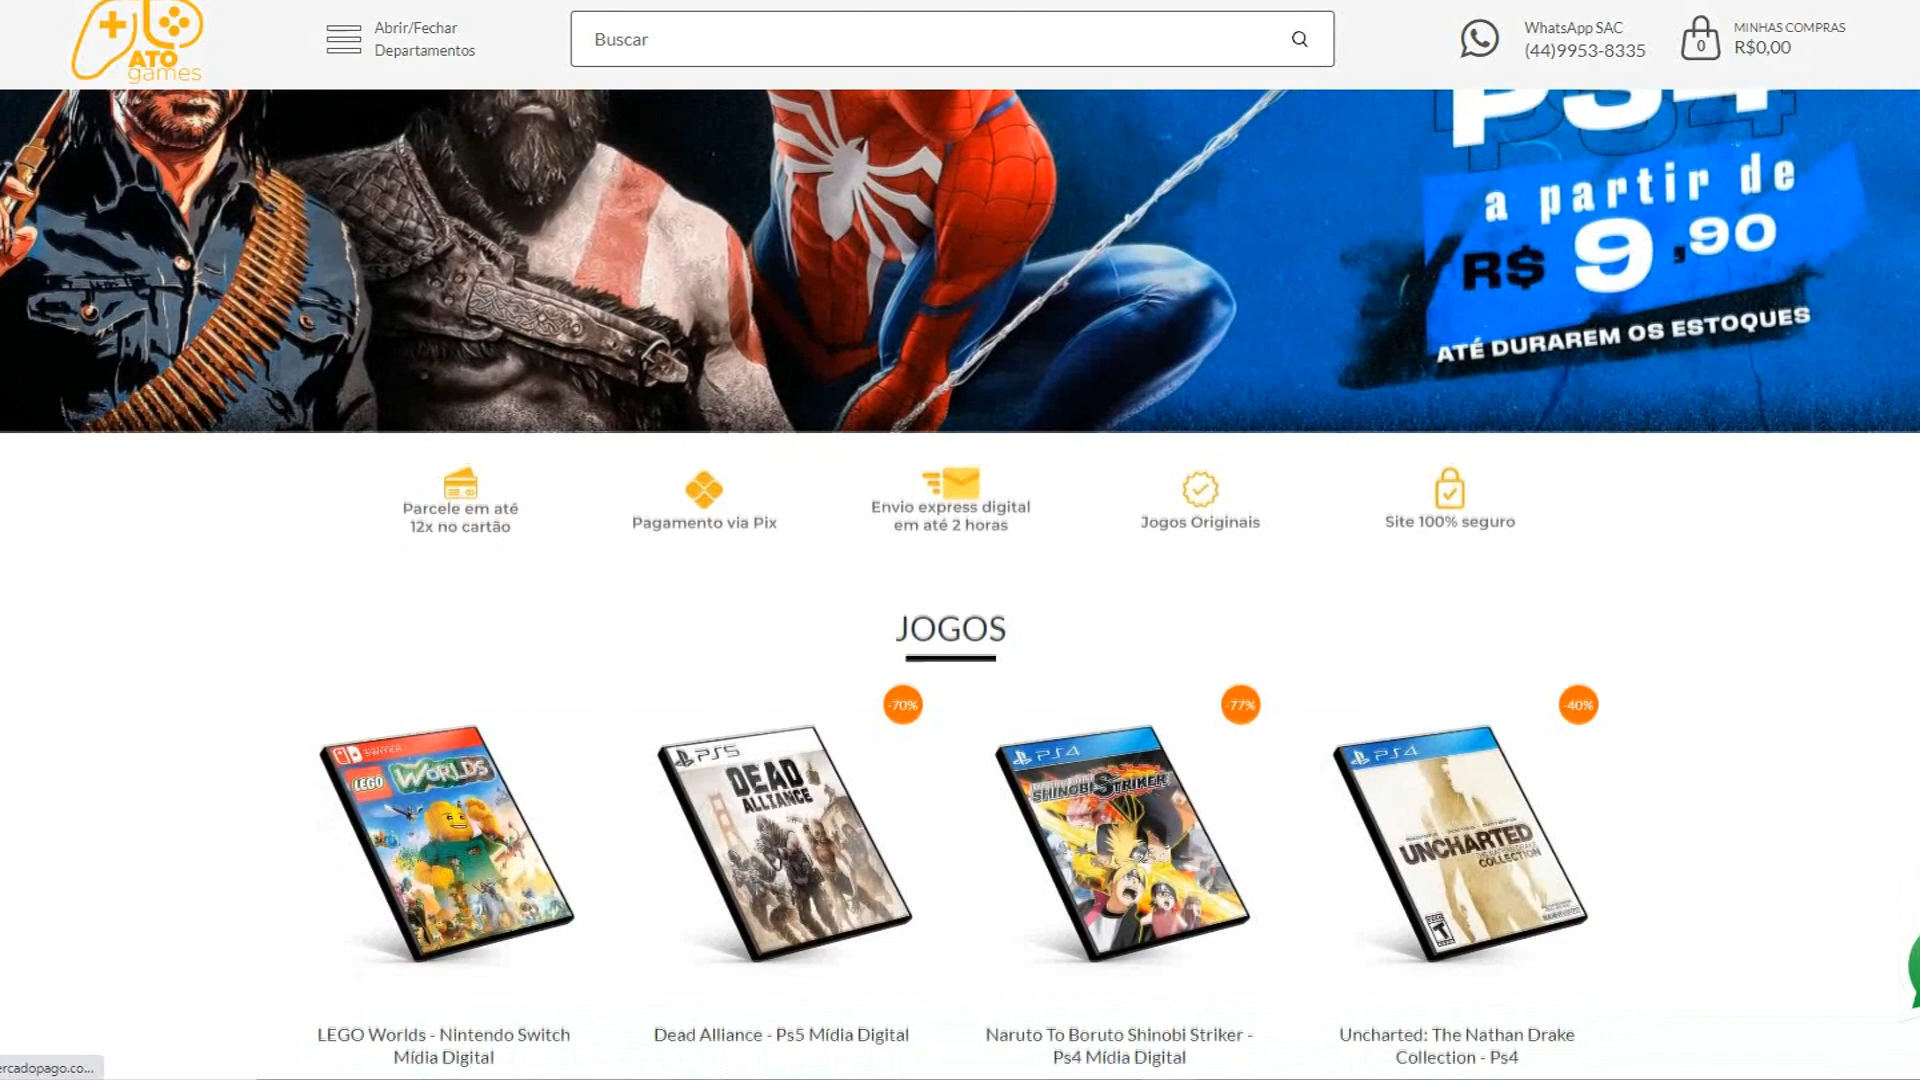 ATO
games
Abrir/Fechar
Departamentos
Buscar
WhatsApp SAC
(44)9953-8335
0
MINHAS COMPRAS
R$0,00
PS4
a partir de
R$ 9,90
ATÉ DURAREM OS ESTOQUES
Parcele em até
12x no cartão
Pagamento via Pix
Envio express digital
em até 2 horas
Jogos Originais
Site 100% seguro
JOGOS
-70%
-77%
-40%
SWITCH
LEGO WORLDS
PS5
DEAD
ALLIANCE
PS4
SHINOBI STRIKER
PS4
UNCHARTED
THE NATHAN DRAKE
COLLECTION
T
LEGO Worlds - Nintendo Switch
Mídia Digital
Dead Alliance - Ps5 Mídia Digital
Naruto To Boruto Shinobi Striker -
Ps4 Mídia Digital
Uncharted: The Nathan Drake
Collection - Ps4
ercadopago.co...